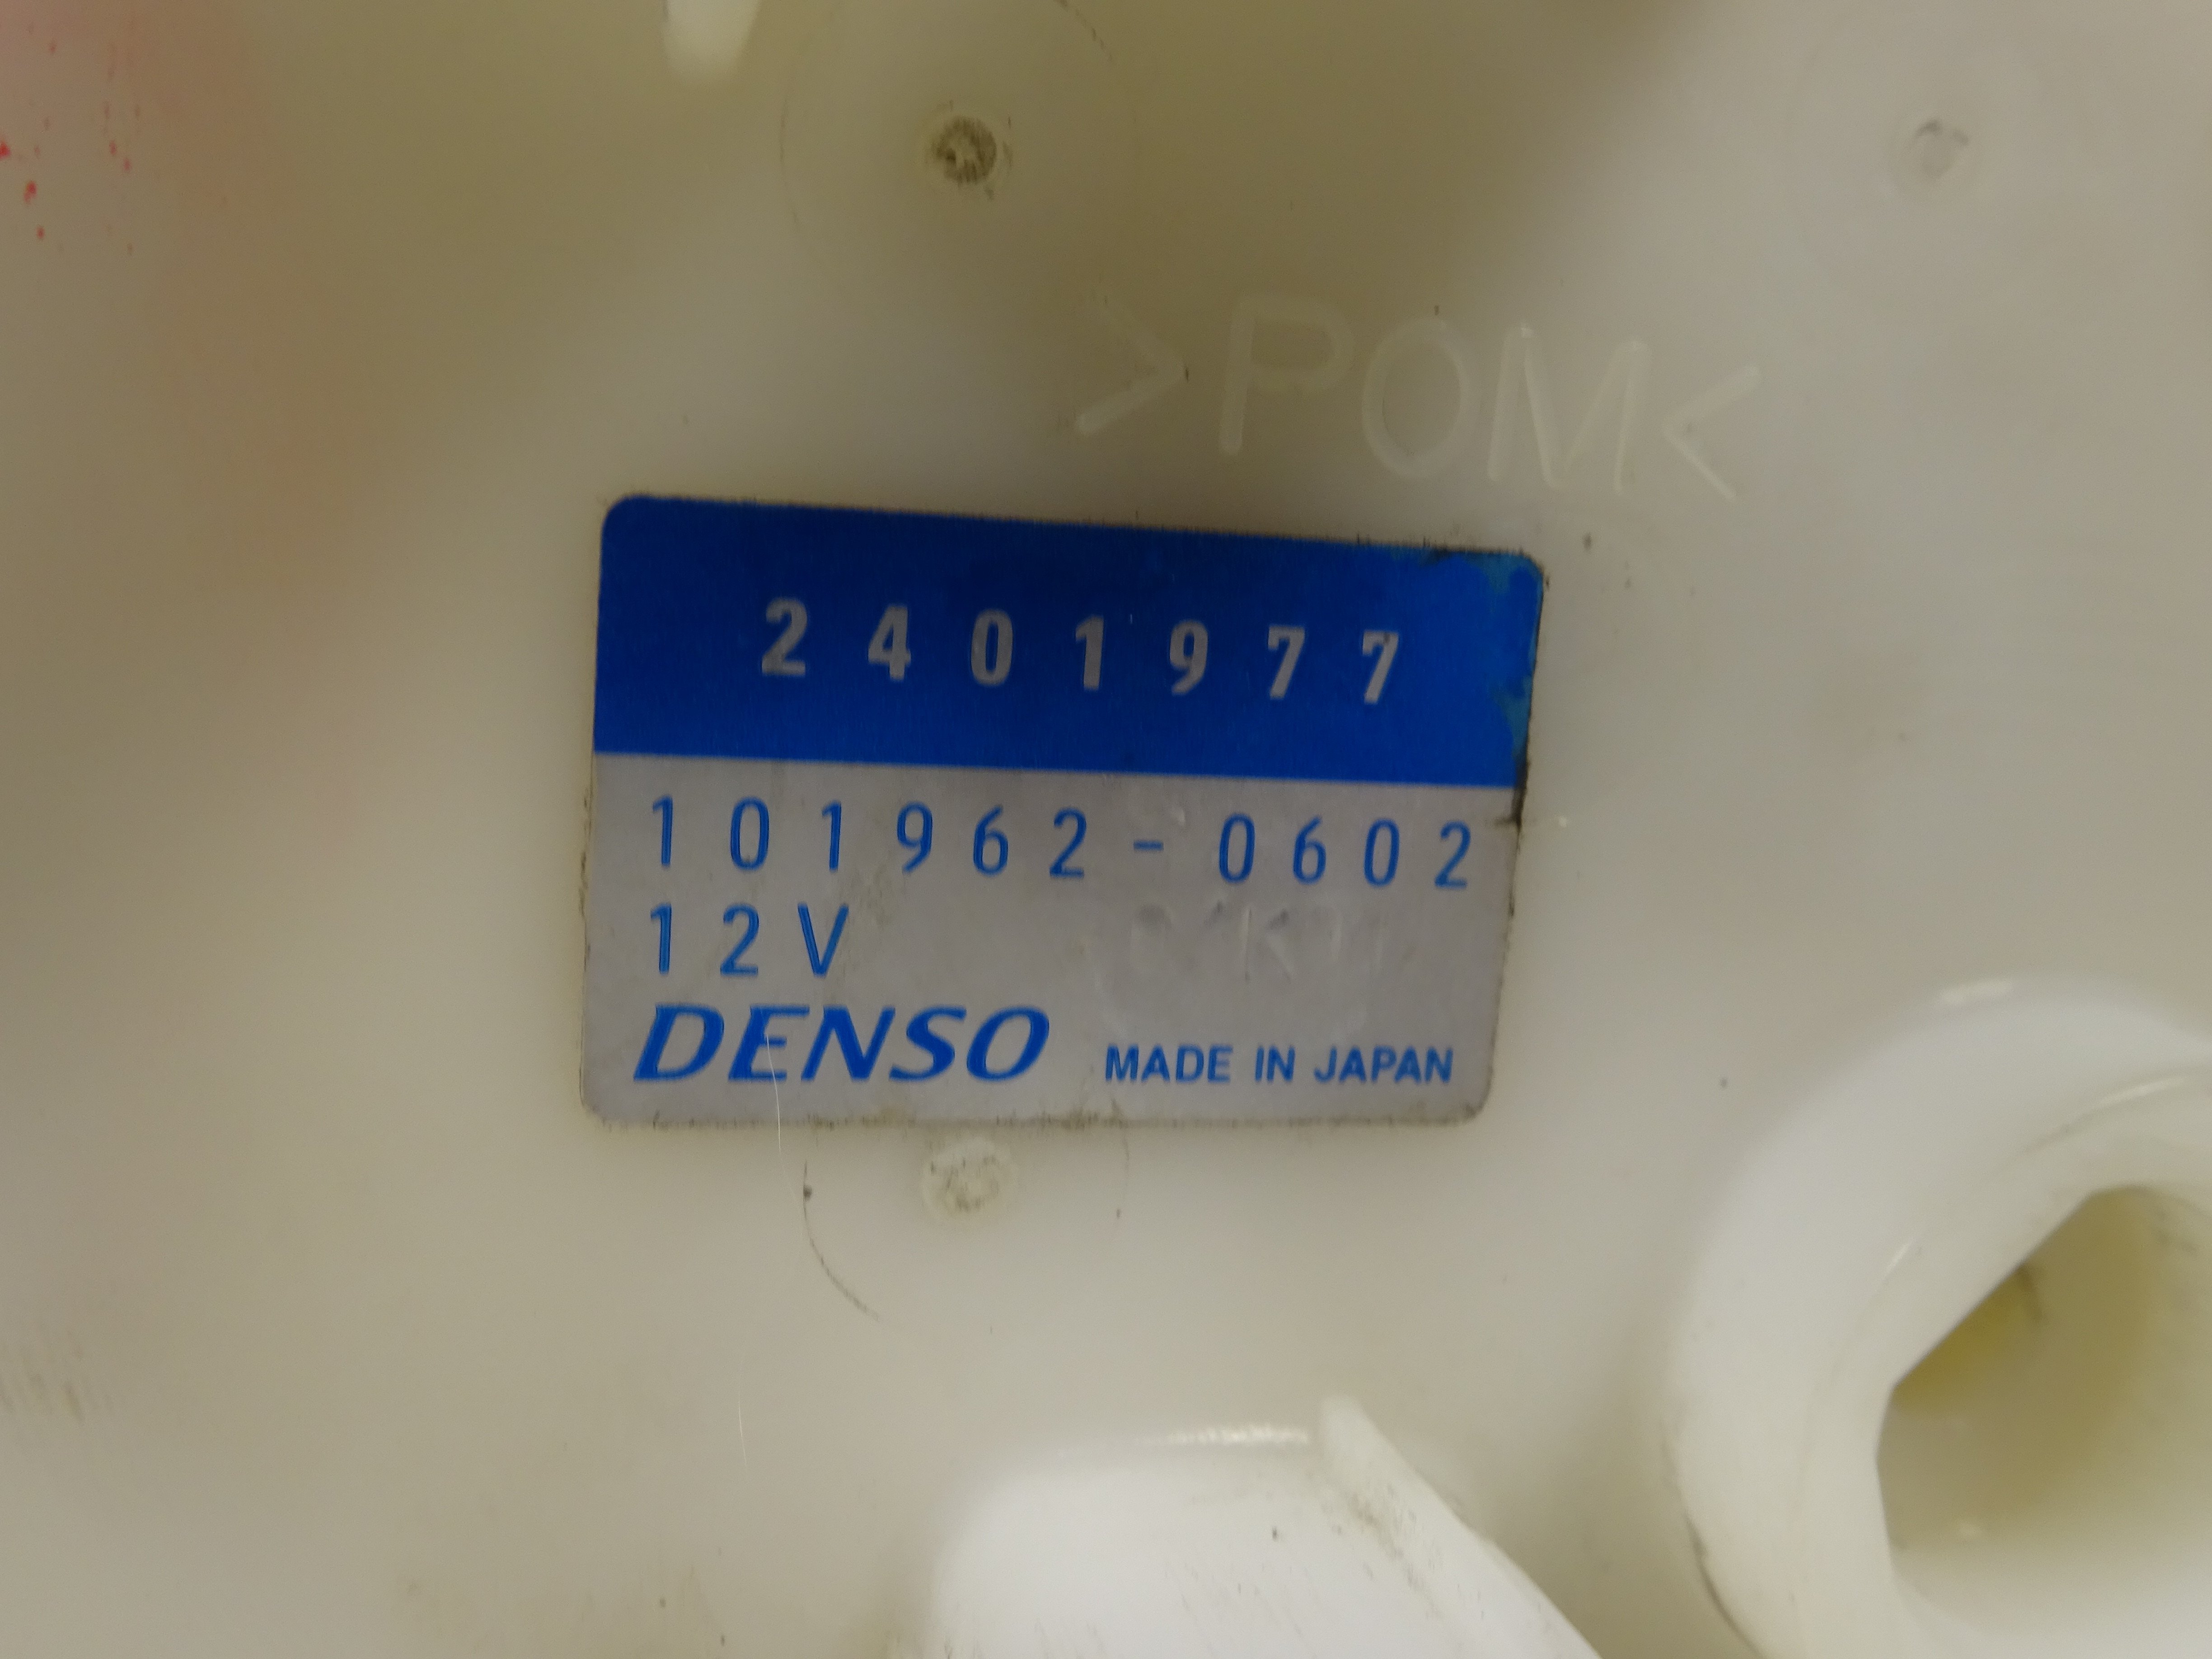 >POM<
2401977
101962-0602
12V
DENSO MADE IN JAPAN